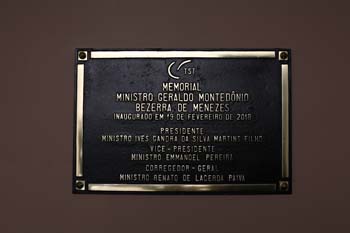 TST
MEMORIAL
MINISTRO GERALDO MONTEDÔNIO
BEZERRA DE MENEZES
INAUGURADO EM 19 DE FEVEREIRO DE 2018
PRESIDENTE
MINISTRO IVES GANDRA DA SILVA MARTINS FILHO
VICE-PRESIDENTE
MINISTRO EMMANOEL PEREIRA
CORREGEDOR-GERAL
MINISTRO RENATO DE LACERDA PAIVA